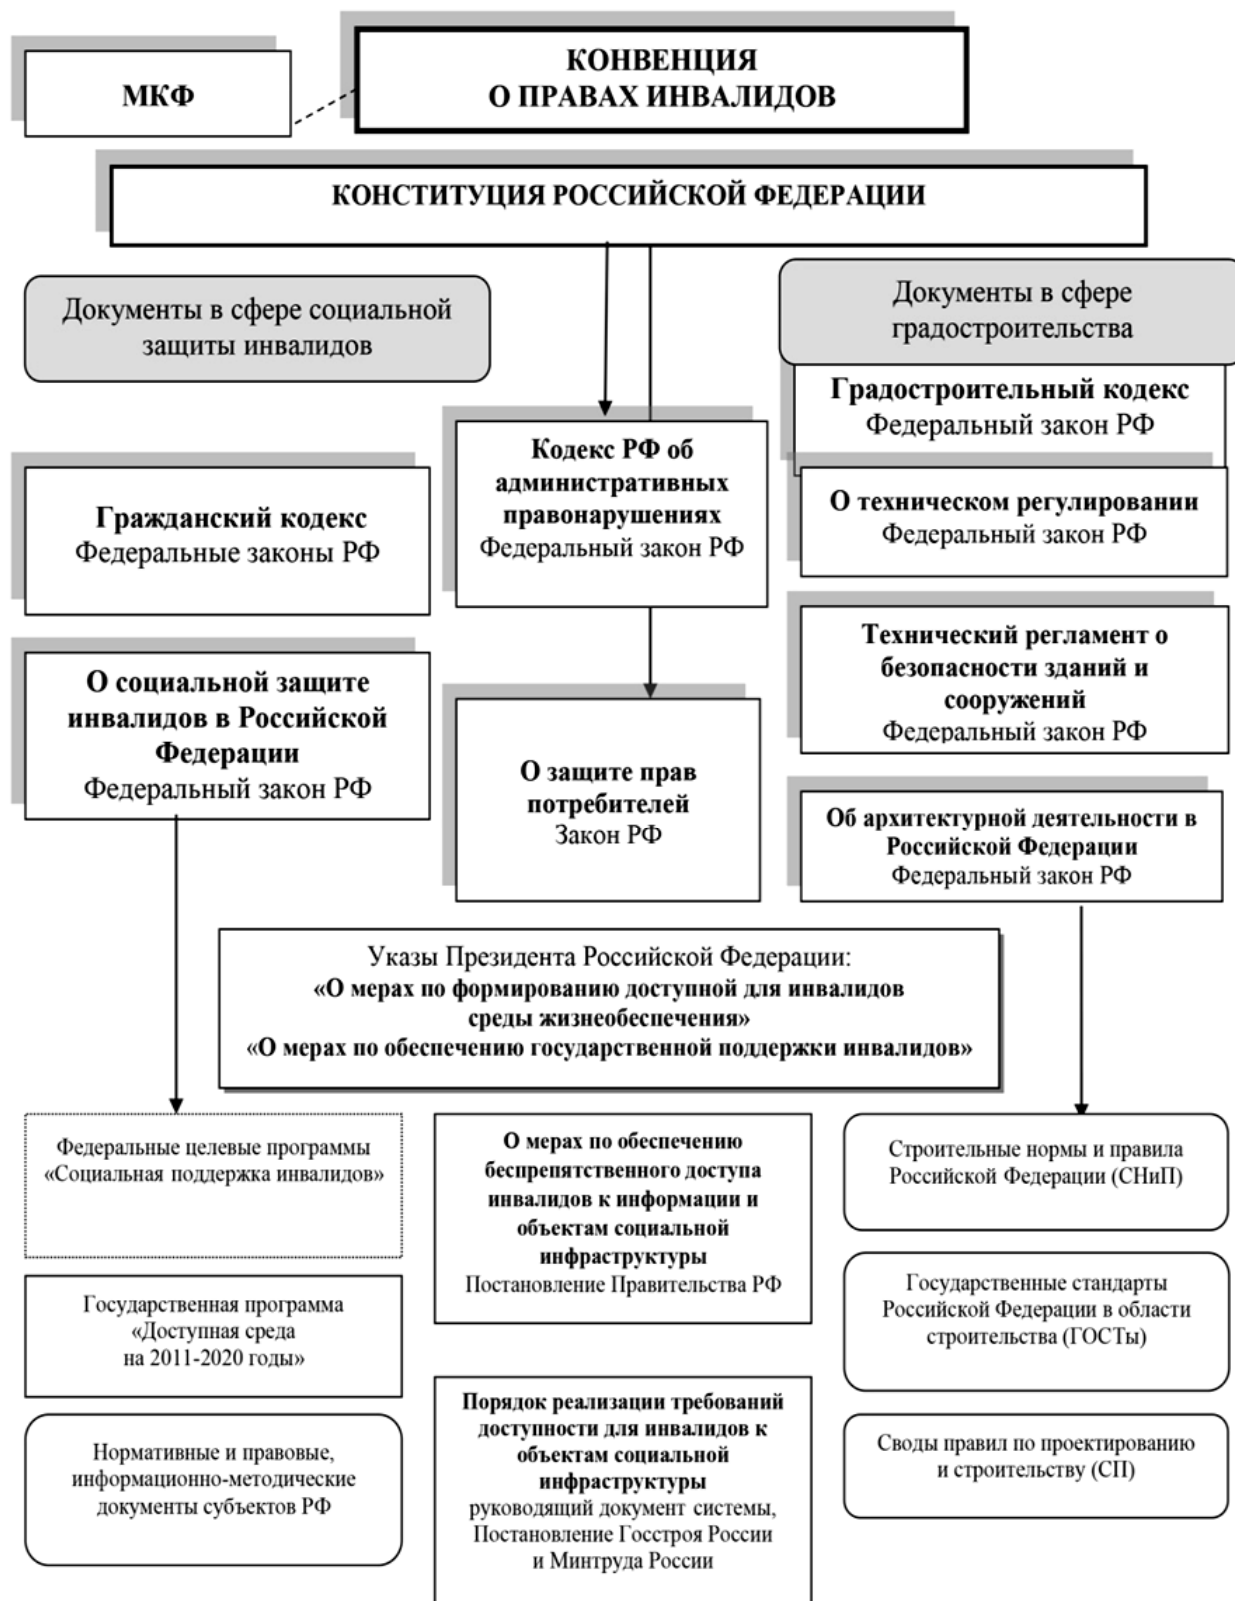 МКФ
КОНВЕНЦИЯ
О ПРАВАХ ИНВАЛИДОВ
КОНСТИТУЦИЯ РОССИЙСКОЙ ФЕДЕРАЦИИ
Документы в сфере социальной
защиты инвалидов
Документы в сфере
градостроительства
Градостроительный кодекс
Федеральный закон РФ
Кодекс РФ об
административных
правонарушениях
Федеральный закон РФ
Гражданский кодекс
Федеральные законы РФ
О техническом регулировании
Федеральный закон РФ
Технический регламент о
безопасности зданий и
сооружений
Федеральный закон РФ
О социальной защите
инвалидов в Российской
Федерации
Федеральный закон РФ
О защите прав
потребителей
Закон РФ
Об архитектурной деятельности в
Российской Федерации
Федеральный закон РФ
Указы Президента Российской Федерации:
«О мерах по формированию доступной для инвалидов
среды жизнеобеспечения»
«О мерах по обеспечению государственной поддержки инвалидов»
Федеральные целевые программы
«Социальная поддержка инвалидов»
О мерах по обеспечению
беспрепятственного доступа
инвалидов к информации и
объектам социальной
инфраструктуры
Постановление Правительства РФ
Строительные нормы и правила
Российской Федерации (СНиП)
Государственная программа
«Доступная среда
на 2011-2020 годы»
Государственные стандарты
Российской Федерации в области
строительства (ГОСТы)
Нормативные и правовые,
информационно-методические
документы субъектов РФ
Порядок реализации требований
доступности для инвалидов к
объектам социальной
инфраструктуры
руководящий документ системы,
Постановление Госстроя России
и Минтруда России
Своды правил по проектированию
и строительству (СП)